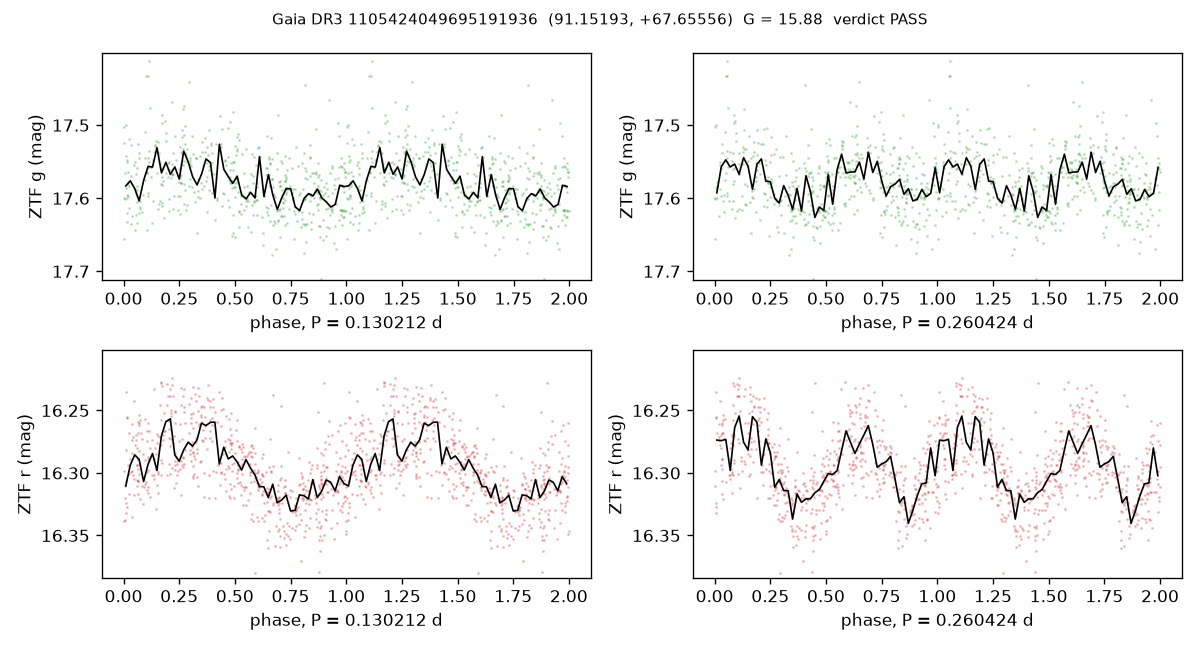 Gaia DR3 1105424049695191936  (91.15193, +67.65556)  G = 15.88  verdict PASS
ZTF g (mag)
17.5
17.6
17.7
0.00 0.25 0.50 0.75 1.00 1.25 1.50 1.75 2.00
phase, P = 0.130212 d
ZTF g (mag)
17.5
17.6
17.7
0.00 0.25 0.50 0.75 1.00 1.25 1.50 1.75 2.00
phase, P = 0.260424 d
ZTF r (mag)
16.25
16.30
16.35
0.00 0.25 0.50 0.75 1.00 1.25 1.50 1.75 2.00
phase, P = 0.130212 d
ZTF r (mag)
16.25
16.30
16.35
0.00 0.25 0.50 0.75 1.00 1.25 1.50 1.75 2.00
phase, P = 0.260424 d